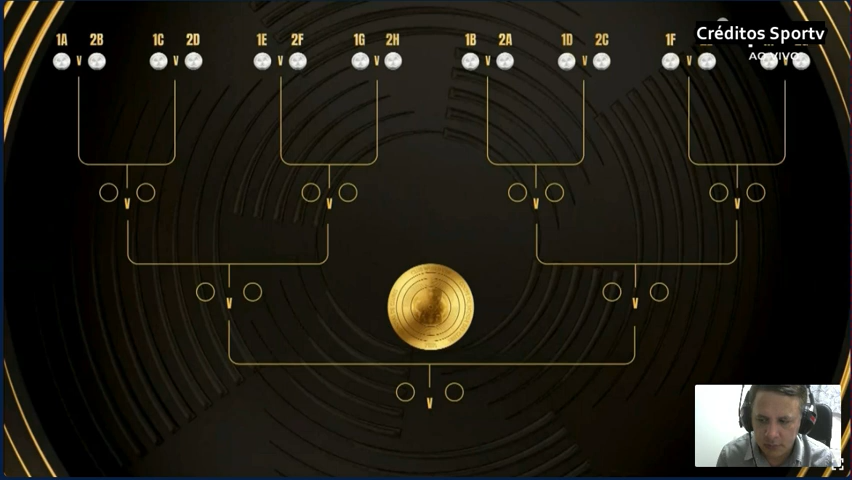 Créditos Sportv
1A 2B 1C 2D 1E 2F 1G 2H 1B 2A 1D 2C 1F
V V V V V V V V
AO VIVO
V V V V
V V
V